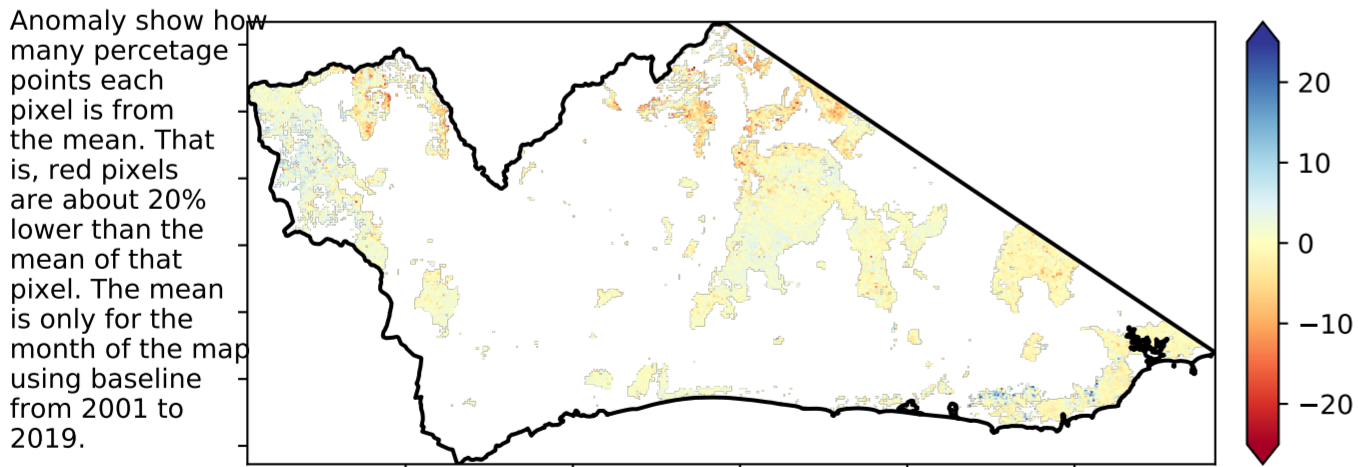 Anomaly show how
many percetage
points each
pixel is from
the mean. That
is, red pixels
are about 20%
lower than the
mean of that
pixel. The mean
is only for the
month of the map
using baseline
from 2001 to
2019.
20
10
0
−10
−20